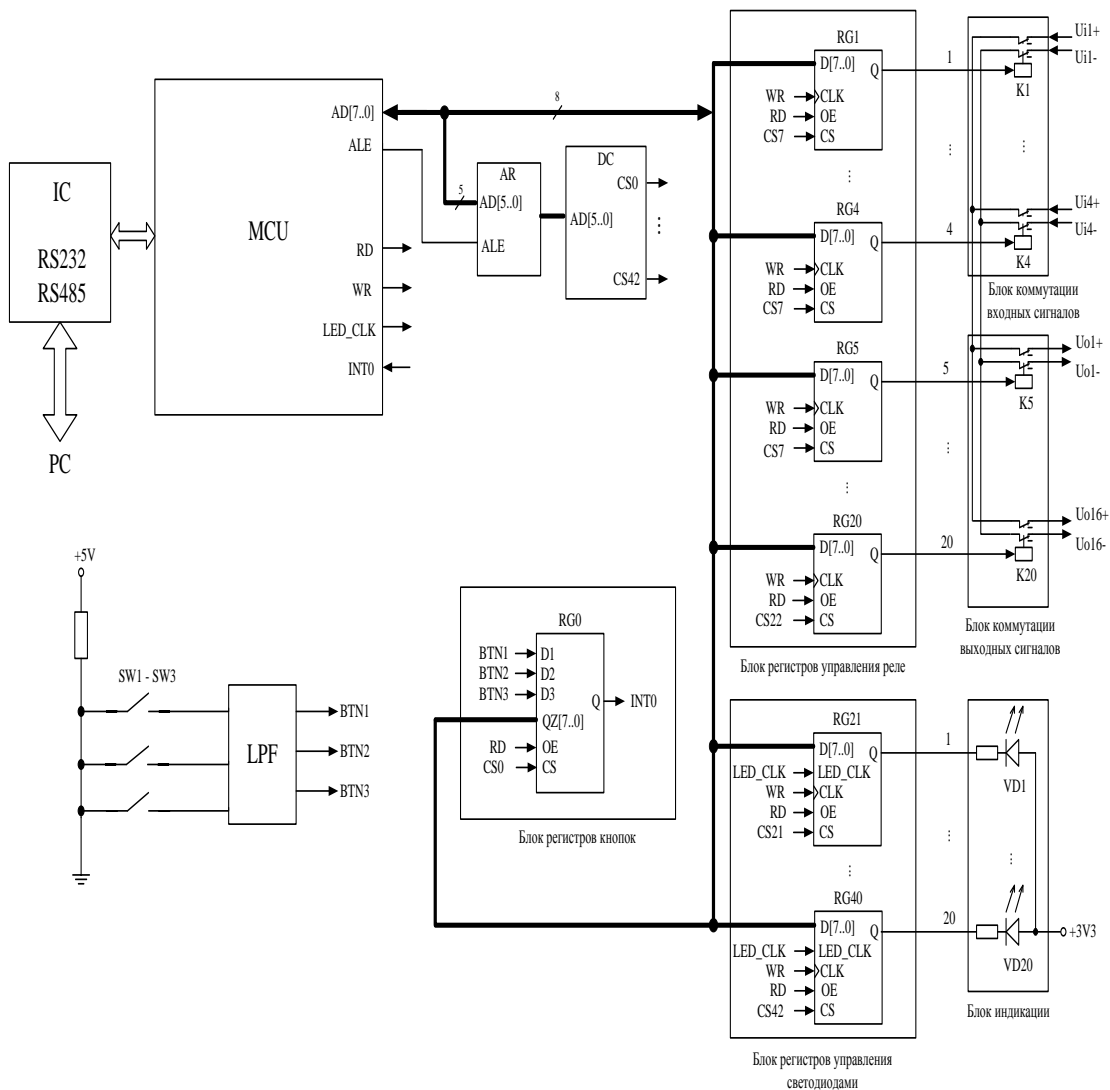 IC
RS232
RS485
PC
MCU
AD[7..0]
ALE
RD
WR
LED_CLK
INT0
8
5
AR
AD[5..0]
ALE
DC
AD[5..0]
CS0
⋮
CS42
RG1
D[7..0]
Q
WR
CLK
RD
OE
CS7
CS
1
⋮
RG4
D[7..0]
Q
WR
CLK
RD
OE
CS7
CS
4
RG5
D[7..0]
Q
WR
CLK
RD
OE
CS7
CS
5
⋮
RG20
D[7..0]
Q
WR
CLK
RD
OE
CS22
CS
20
Блок регистров управления реле
Ui1+
Ui1-
K1
⋮
Ui4+
Ui4-
K4
Блок коммутации
входных сигналов
Uo1+
Uo1-
K5
Uo16+
Uo16-
K20
Блок коммутации
выходных сигналов
+5V
SW1 - SW3
LPF
BTN1
BTN2
BTN3
RG0
BTN1
D1
BTN2
D2
BTN3
D3
Q
INT0
QZ[7..0]
RD
OE
CS0
CS
Блок регистров кнопок
RG21
D[7..0]
Q
LED_CLK
LED_CLK
WR
CLK
RD
OE
CS21
CS
1
⋮
RG40
D[7..0]
Q
LED_CLK
LED_CLK
WR
CLK
RD
OE
CS42
CS
20
Блок регистров управления
светодиодами
VD1
...
VD20
+3V3
Блок индикации